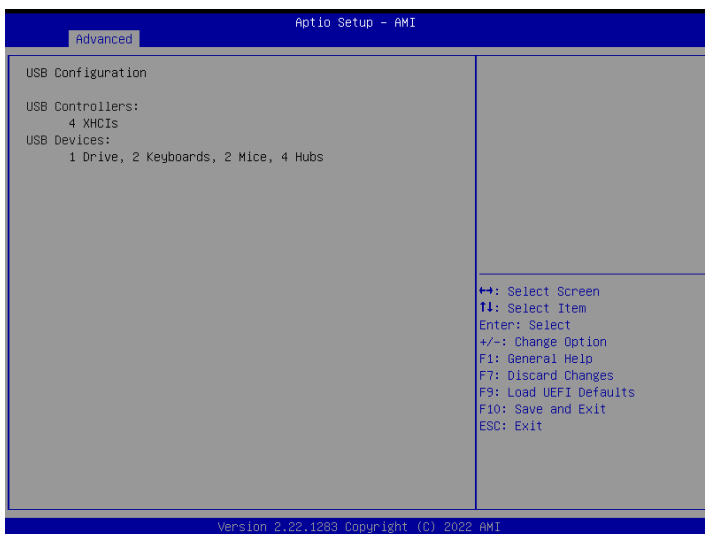 Aptio Setup – AMI
Advanced
USB Configuration
USB Controllers:
4 XHCIs
USB Devices:
1 Drive, 2 Keyboards, 2 Mice, 4 Hubs
↔: Select Screen
↑↓: Select Item
Enter: Select
+/-: Change Option
F1: General Help
F7: Discard Changes
F9: Load UEFI Defaults
F10: Save and Exit
ESC: Exit
Version 2.22.1283 Copyright (C) 2022 AMI